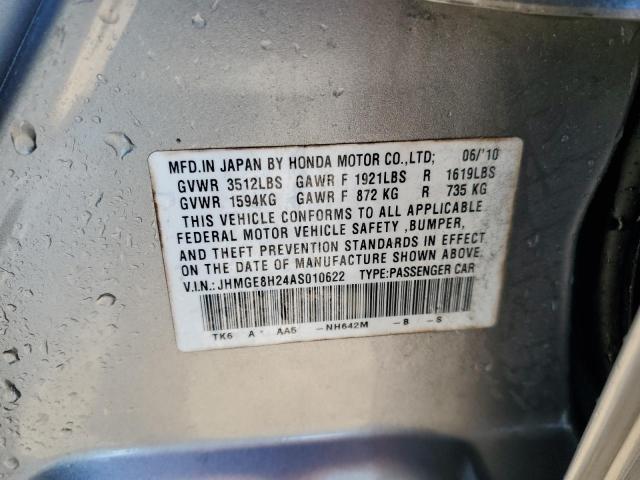 MFD.IN JAPAN BY HONDA MOTOR CO.,LTD; 06/'10
GVWR 3512LBS GAWR F 1921LBS R 1619LBS
GVWR 1594KG GAWR F 872 KG R 735 KG
THIS VEHICLE CONFORMS TO ALL APPLICABLE
FEDERAL MOTOR VEHICLE SAFETY ,BUMPER,
AND THEFT PREVENTION STANDARDS IN EFFECT
ON THE DATE OF MANUFACTURE SHOWN ABOVE.
V.I.N.: JHMGE8H24AS010622 TYPE:PASSENGER CAR
TK6 A AA5 -NH642M -B -S